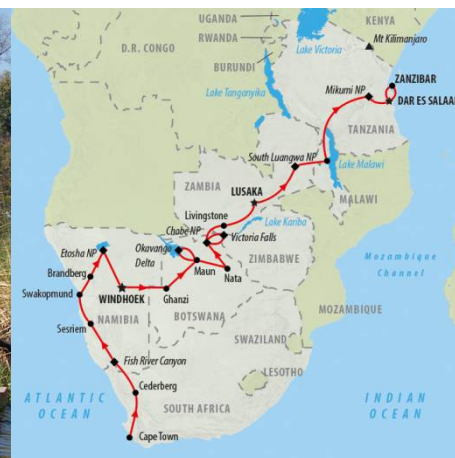 UGANDA
KENYA
RWANDA
Mt Kilimanjaro
Lake Victoria
D.R. CONGO
BURUNDI
ZANZIBAR
Mikumi NP
Lake Tanganyika
DAR ES SALAA
TANZANIA
South Luangwa NP
Lake Malawi
ZAMBIA
LUSAKA
MALAWI
Livingstone
Lake Kariba
Chobe NP
Victoria Falls
Etosha NP
Okavango
Delta
Mozambique
Channel
ZIMBABWE
Brandberg
Maun
Nata
Swakopmund
WINDHOEK
Ghanzi
NAMIBIA
BOTSWANA
MOZAMBIQUE
Sesriem
SWAZILAND
Fish River Canyon
LESOTHO
Cederberg
ATLANTIC
OCEAN
INDIAN
OCEAN
SOUTH AFRICA
Cape Town